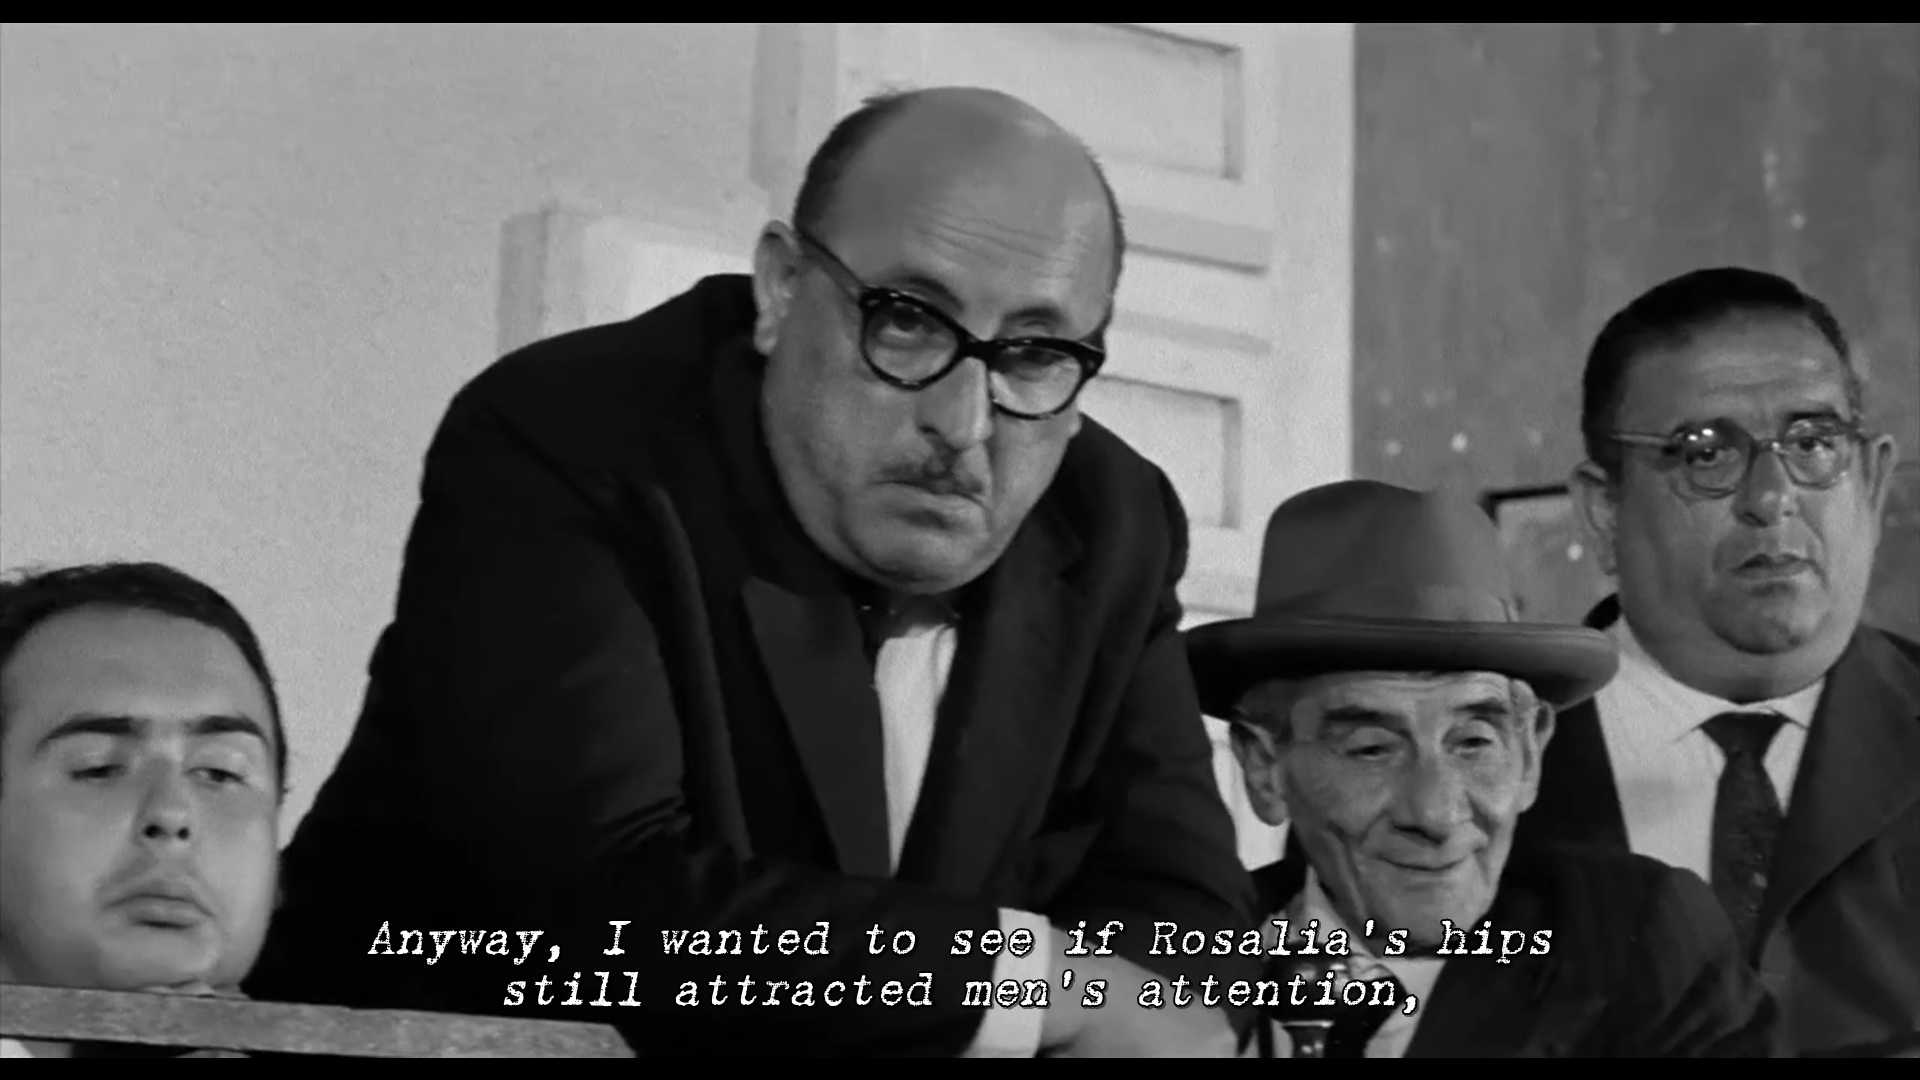 Anyway, I wanted to see if Rosalia's hips
still attracted men's attention,